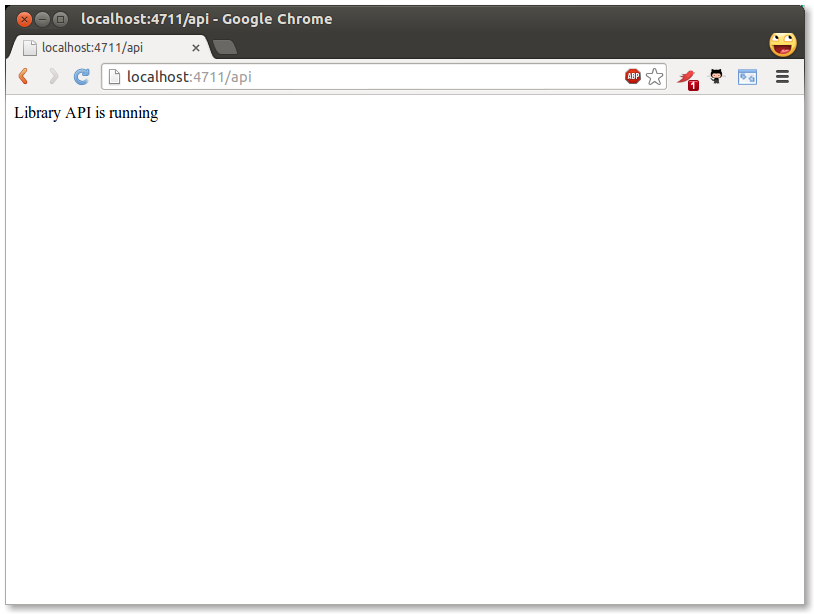 localhost:4711/api - Google Chrome
localhost:4711/api
localhost:4711/api
ABP
1
Library API is running